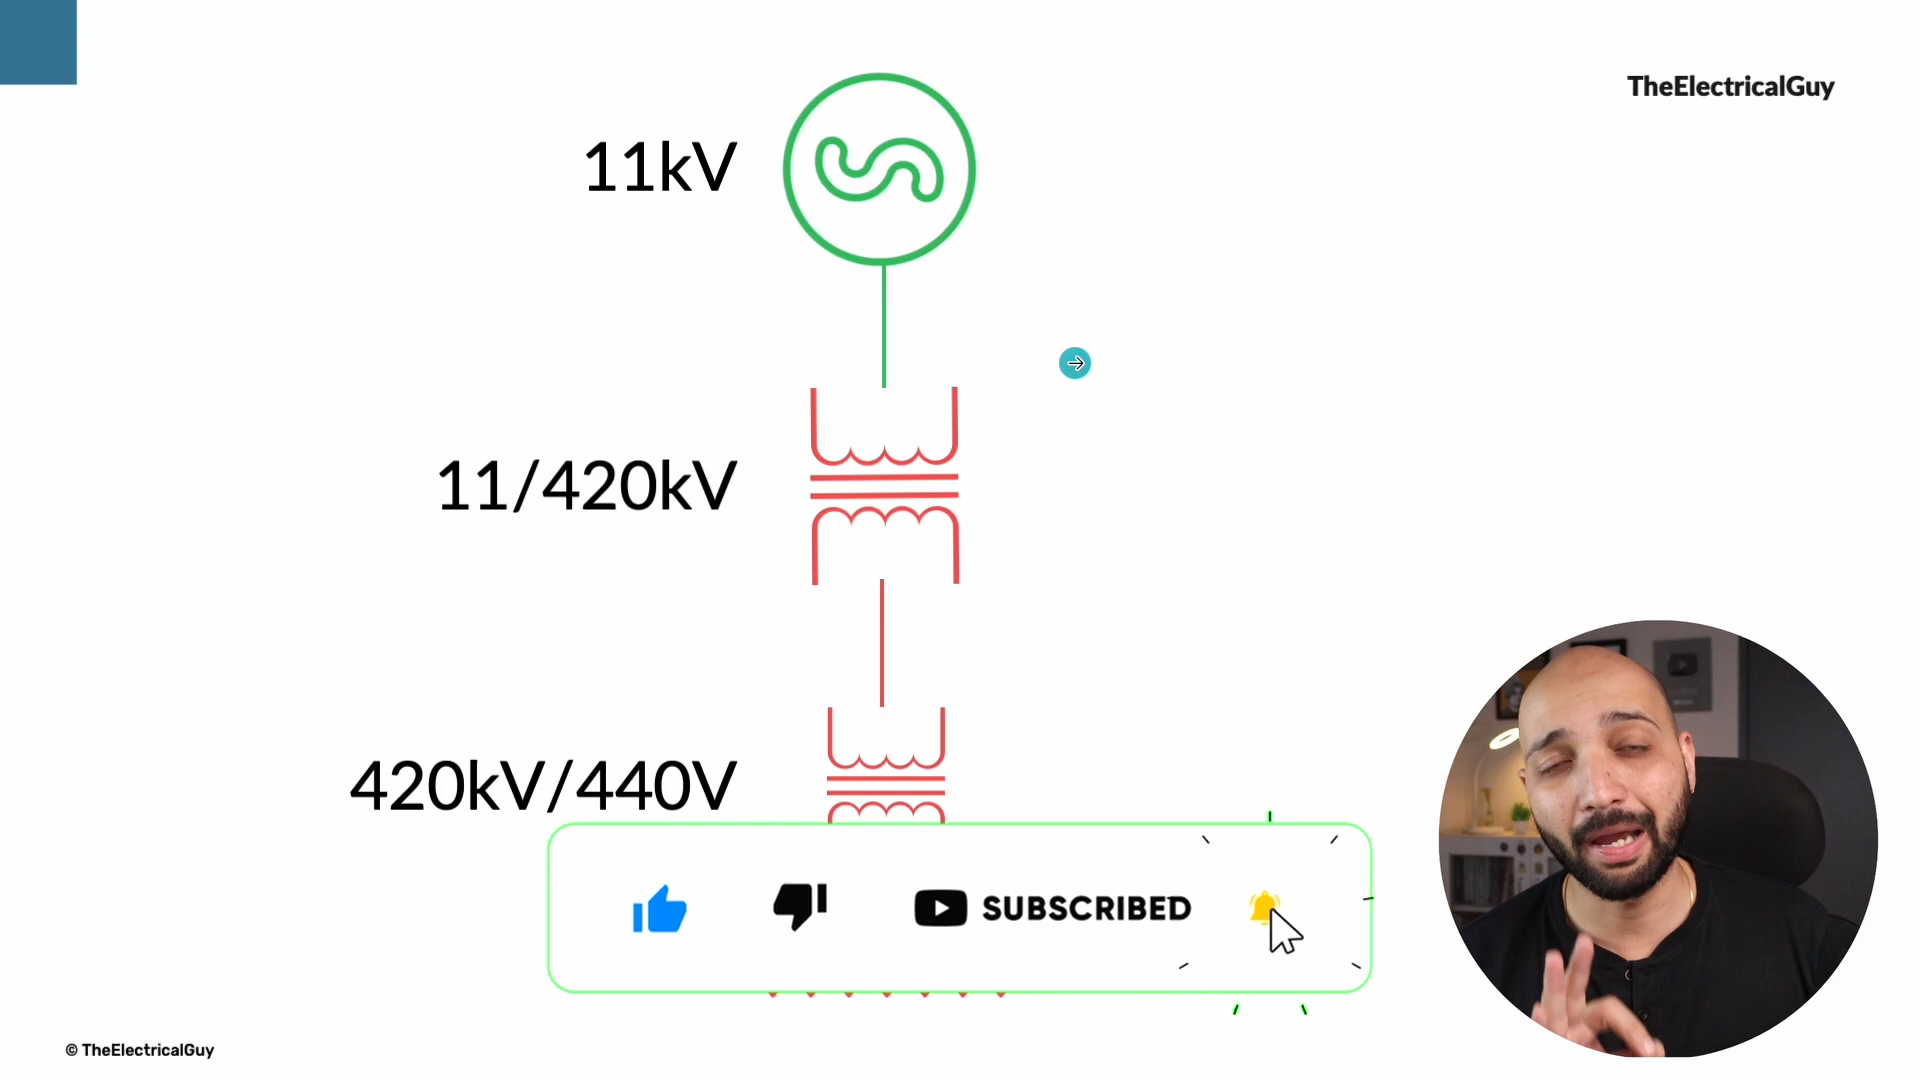 TheElectricalGuy
11kV
11/420kV
420kV/440V
SUBSCRIBED
© TheElectricalGuy